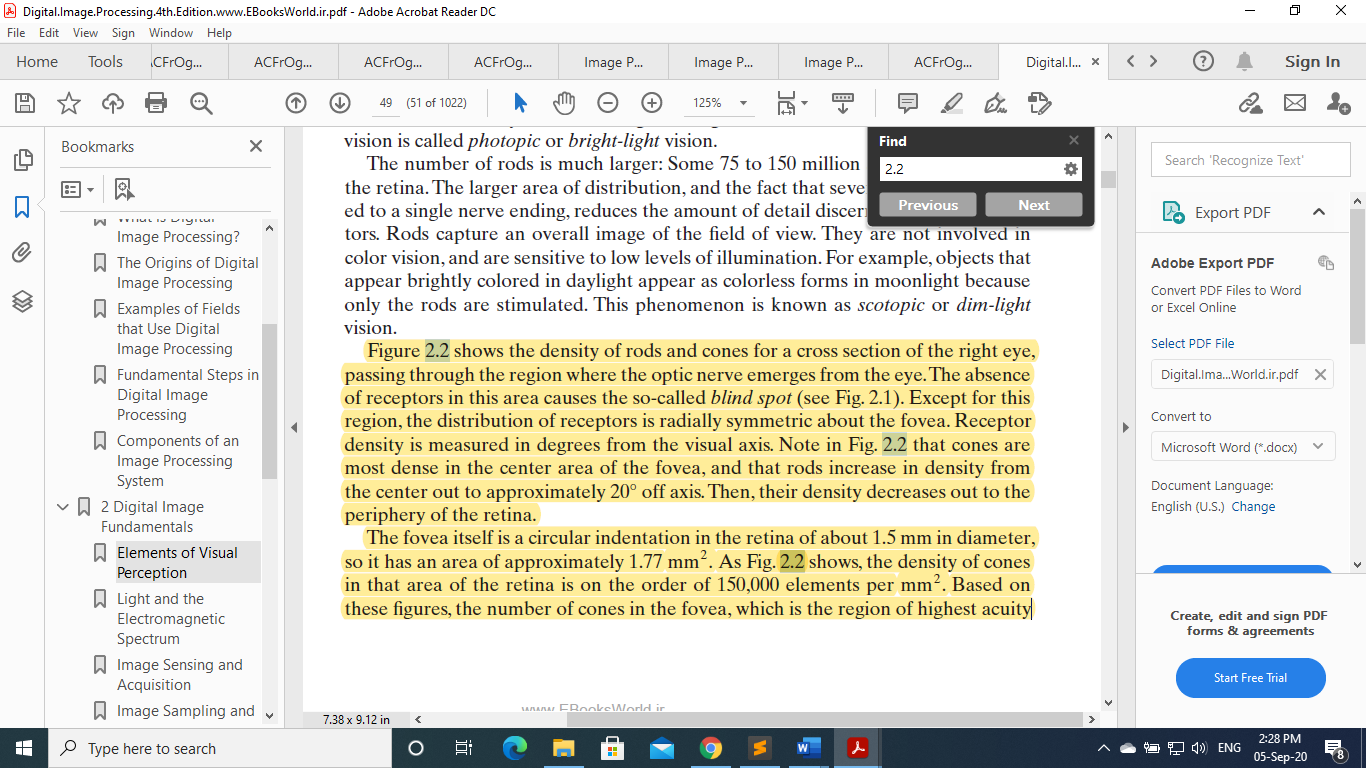 Digital.Image.Processing.4th.Edition.www.EBooksWorld.ir.pdf - Adobe Acrobat Reader DC
File Edit View Sign Window Help
Home Tools ACFrOg... ACFrOg... ACFrOg... ACFrOg... Image P... Image P... Image P... ACFrOg... Digital.I... Sign In
49 (51 of 1022) 125%
Bookmarks
What is Digital
Image Processing?
The Origins of Digital
Image Processing
Examples of Fields
that Use Digital
Image Processing
Fundamental Steps in
Digital Image
Processing
Components of an
Image Processing
System
2 Digital Image
Fundamentals
Elements of Visual
Perception
Light and the
Electromagnetic
Spectrum
Image Sensing and
Acquisition
Image Sampling and
vision is called photopic or bright-light vision.
The number of rods is much larger: Some 75 to 150 million
the retina. The larger area of distribution, and the fact that seve
ed to a single nerve ending, reduces the amount of detail discer
tors. Rods capture an overall image of the field of view. They are not involved in
color vision, and are sensitive to low levels of illumination. For example, objects that
appear brightly colored in daylight appear as colorless forms in moonlight because
only the rods are stimulated. This phenomenon is known as scotopic or dim-light
vision.
Figure 2.2 shows the density of rods and cones for a cross section of the right eye,
passing through the region where the optic nerve emerges from the eye. The absence
of receptors in this area causes the so-called blind spot (see Fig. 2.1). Except for this
region, the distribution of receptors is radially symmetric about the fovea. Receptor
density is measured in degrees from the visual axis. Note in Fig. 2.2 that cones are
most dense in the center area of the fovea, and that rods increase in density from
the center out to approximately 20° off axis. Then, their density decreases out to the
periphery of the retina.
The fovea itself is a circular indentation in the retina of about 1.5 mm in diameter,
so it has an area of approximately 1.77 mm². As Fig. 2.2 shows, the density of cones
in that area of the retina is on the order of 150,000 elements per mm². Based on
these figures, the number of cones in the fovea, which is the region of highest acuity
www.EBooksWorld.ir
7.38 x 9.12 in
Find
2.2
Previous Next
Search 'Recognize Text'
Export PDF
Adobe Export PDF
Convert PDF Files to Word
or Excel Online
Select PDF File
Digital.Ima...World.ir.pdf
Convert to
Microsoft Word (*.docx)
Document Language:
English (U.S.) Change
Create, edit and sign PDF
forms & agreements
Start Free Trial
Type here to search
ENG
2:28 PM
05-Sep-20
8